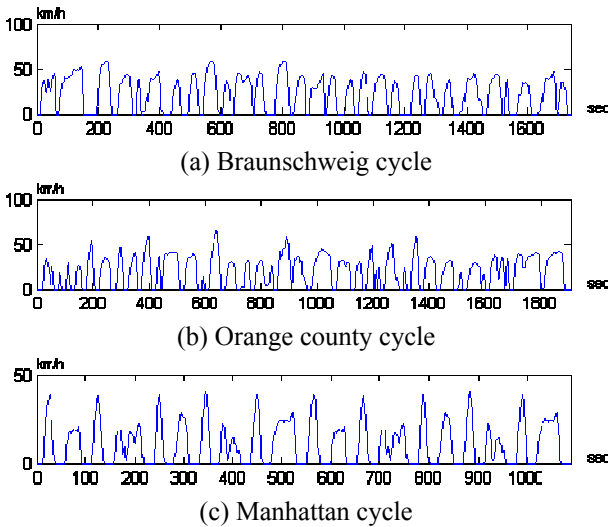 km/h
100
50
0
0 200 400 600 800 1000 1200 1400 1600
sec
(a) Braunschweig cycle
km/h
100
50
0
0 200 400 600 800 1000 1200 1400 1600 1800
sec
(b) Orange county cycle
km/h
50
0
0 100 200 300 400 500 600 700 800 900 1000
sec
(c) Manhattan cycle